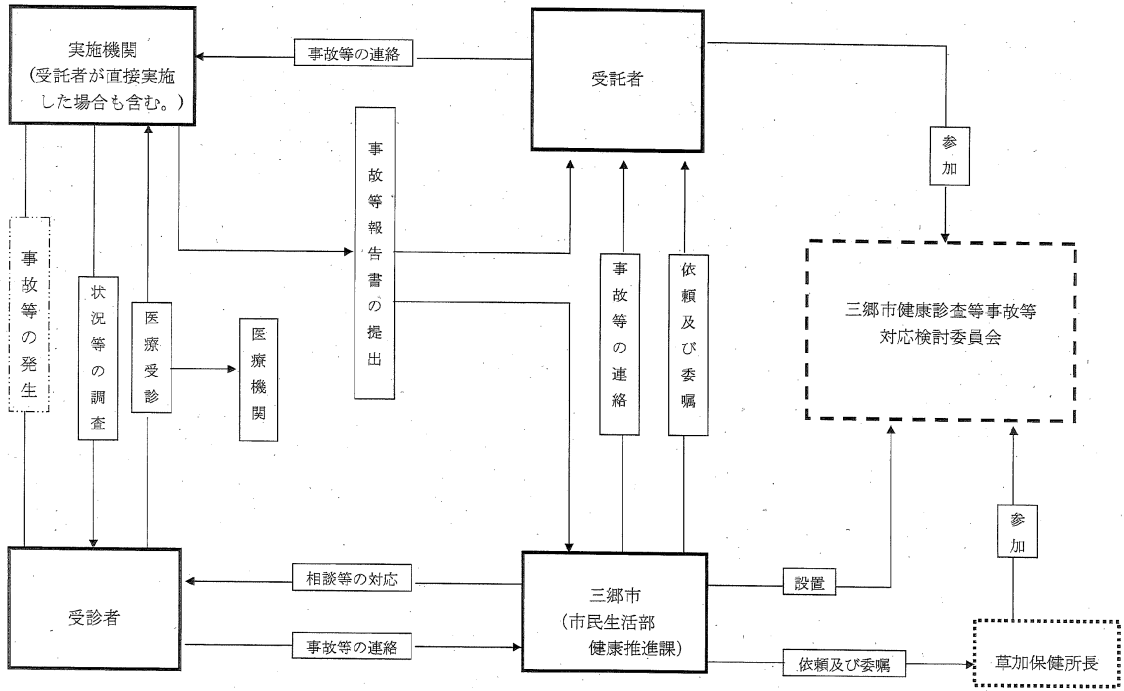 実施機関
(受託者が直接実施
した場合も含む。)
事故等の連絡
受託者
参加
事故等報告書の提出
事故等の発生
状況等の調査
医療受診
医療機関
事故等の連絡
依頼及び委嘱
三郷市健康診査等事故等
対応検討委員会
参加
受診者
相談等の対応
事故等の連絡
三郷市
(市民生活部
健康推進課)
設置
依頼及び委嘱
草加保健所長